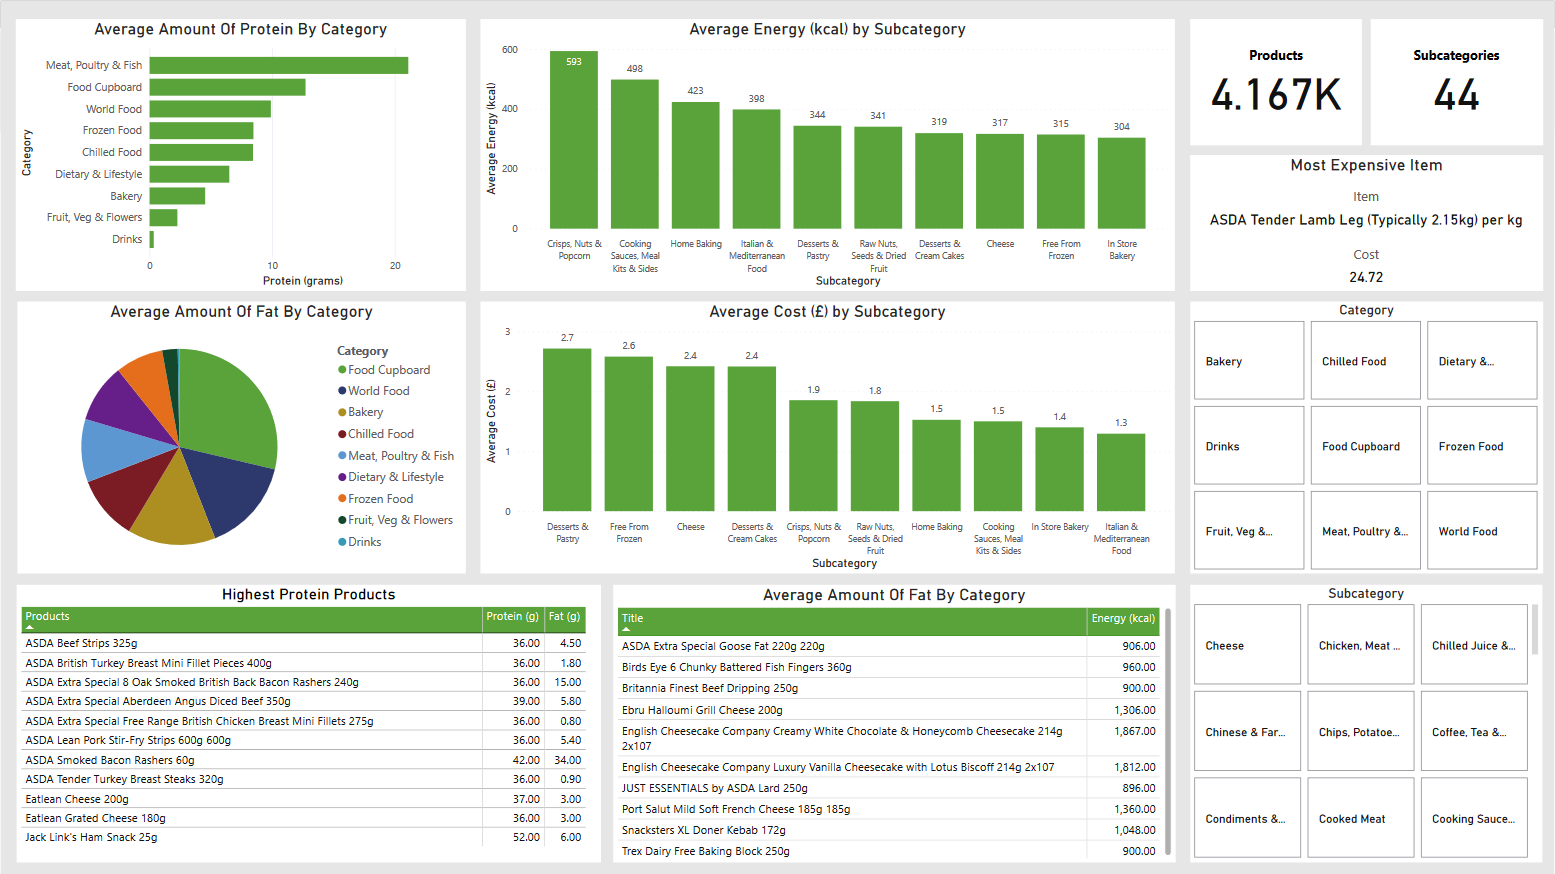 Average Amount Of Protein By Category
Category
Meat, Poultry & Fish
Food Cupboard
World Food
Frozen Food
Chilled Food
Dietary & Lifestyle
Bakery
Fruit, Veg & Flowers
Drinks
0 10 20
Protein (grams)
Average Energy (kcal) by Subcategory
Average Energy (kcal)
600
400
200
0
593 498 423 398 344 341 319 317 315 304
Crisps, Nuts & Popcorn
Cooking Sauces, Meal Kits & Sides
Home Baking
Italian & Mediterranean Food
Desserts & Pastry
Raw Nuts, Seeds & Dried Fruit
Desserts & Cream Cakes
Cheese
Free From Frozen
In Store Bakery
Subcategory
Products
4.167K
Subcategories
44
Most Expensive Item
Item
ASDA Tender Lamb Leg (Typically 2.15kg) per kg
Cost
24.72
Average Amount Of Fat By Category
Category
Food Cupboard
World Food
Bakery
Chilled Food
Meat, Poultry & Fish
Dietary & Lifestyle
Frozen Food
Fruit, Veg & Flowers
Drinks
Average Cost (£) by Subcategory
Average Cost (£)
3
2
1
0
2.7 2.6 2.4 2.4 1.9 1.8 1.5 1.5 1.4 1.3
Desserts & Pastry
Free From Frozen
Cheese
Desserts & Cream Cakes
Crisps, Nuts & Popcorn
Raw Nuts, Seeds & Dried Fruit
Home Baking
Cooking Sauces, Meal Kits & Sides
In Store Bakery
Italian & Mediterranean Food
Subcategory
Category
Bakery Chilled Food Dietary &...
Drinks Food Cupboard Frozen Food
Fruit, Veg &... Meat, Poultry &... World Food
Highest Protein Products
Products Protein (g) Fat (g)
ASDA Beef Strips 325g 36.00 4.50
ASDA British Turkey Breast Mini Fillet Pieces 400g 36.00 1.80
ASDA Extra Special 8 Oak Smoked British Back Bacon Rashers 240g 36.00 15.00
ASDA Extra Special Aberdeen Angus Diced Beef 350g 39.00 5.80
ASDA Extra Special Free Range British Chicken Breast Mini Fillets 275g 36.00 0.80
ASDA Lean Pork Stir-Fry Strips 600g 600g 36.00 5.40
ASDA Smoked Bacon Rashers 60g 42.00 34.00
ASDA Tender Turkey Breast Steaks 320g 36.00 0.90
Eatlean Cheese 200g 37.00 3.00
Eatlean Grated Cheese 180g 36.00 3.00
Jack Link's Ham Snack 25g 52.00 6.00
Average Amount Of Fat By Category
Title Energy (kcal)
ASDA Extra Special Goose Fat 220g 220g 906.00
Birds Eye 6 Chunky Battered Fish Fingers 360g 960.00
Britannia Finest Beef Dripping 250g 900.00
Ebru Halloumi Grill Cheese 200g 1,306.00
English Cheesecake Company Creamy White Chocolate & Honeycomb Cheesecake 214g 1,867.00
2x107
English Cheesecake Company Luxury Vanilla Cheesecake with Lotus Biscoff 214g 2x107 1,812.00
JUST ESSENTIALS by ASDA Lard 250g 896.00
Port Salut Mild Soft French Cheese 185g 185g 1,360.00
Snacksters XL Doner Kebab 172g 1,048.00
Trex Dairy Free Baking Block 250g 900.00
Subcategory
Cheese Chicken, Meat ... Chilled Juice &...
Chinese & Far... Chips, Potatoe... Coffee, Tea &...
Condiments &... Cooked Meat Cooking Sauce...